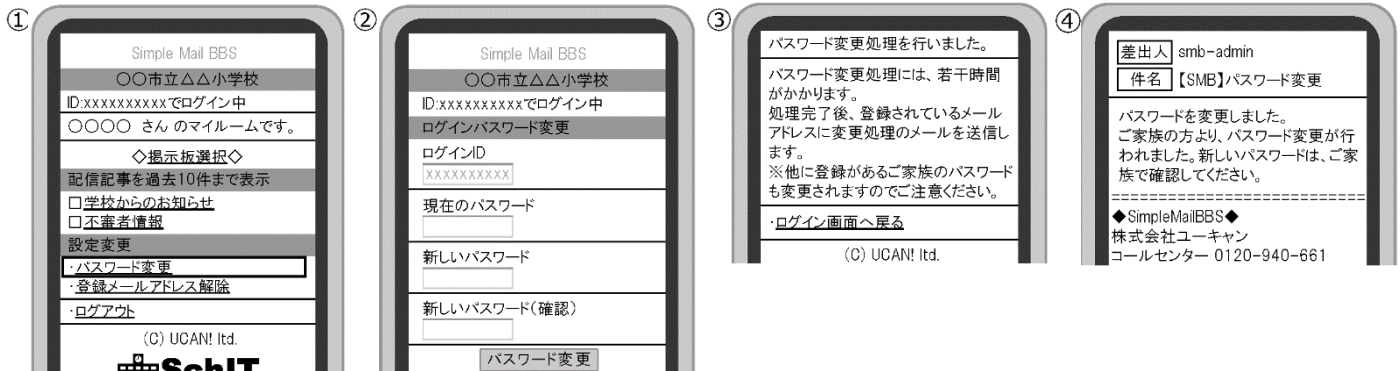 ①
Simple Mail BBS
〇〇市立△△小学校
ID:xxxxxxxxxxでログイン中
〇〇〇〇 さん のマイルームです。
◇掲示板選択◇
配信記事を過去10件まで表示
□学校からのお知らせ
□不審者情報
設定変更
・パスワード変更
・登録メールアドレス解除
・ログアウト
(C) UCAN! ltd.
SchIT
②
Simple Mail BBS
〇〇市立△△小学校
ID:xxxxxxxxxxでログイン中
ログインパスワード変更
ログインID
xxxxxxxxxx
現在のパスワード
新しいパスワード
新しいパスワード(確認)
パスワード変更
③
パスワード変更処理を行いました。
パスワード変更処理には、若干時間
がかかります。
処理完了後、登録されているメール
アドレスに変更処理のメールを送信し
ます。
※他に登録があるご家族のパスワード
も変更されますのでご注意ください。
・ログイン画面へ戻る
(C) UCAN! ltd.
④
差出人 smb-admin
件名 【SMB】パスワード変更
パスワードを変更しました。
ご家族の方より、パスワード変更が行
われました。新しいパスワードは、ご家
族で確認してください。
==============================
◆SimpleMailBBS◆
株式会社ユーキャン
コールセンター 0120-940-661